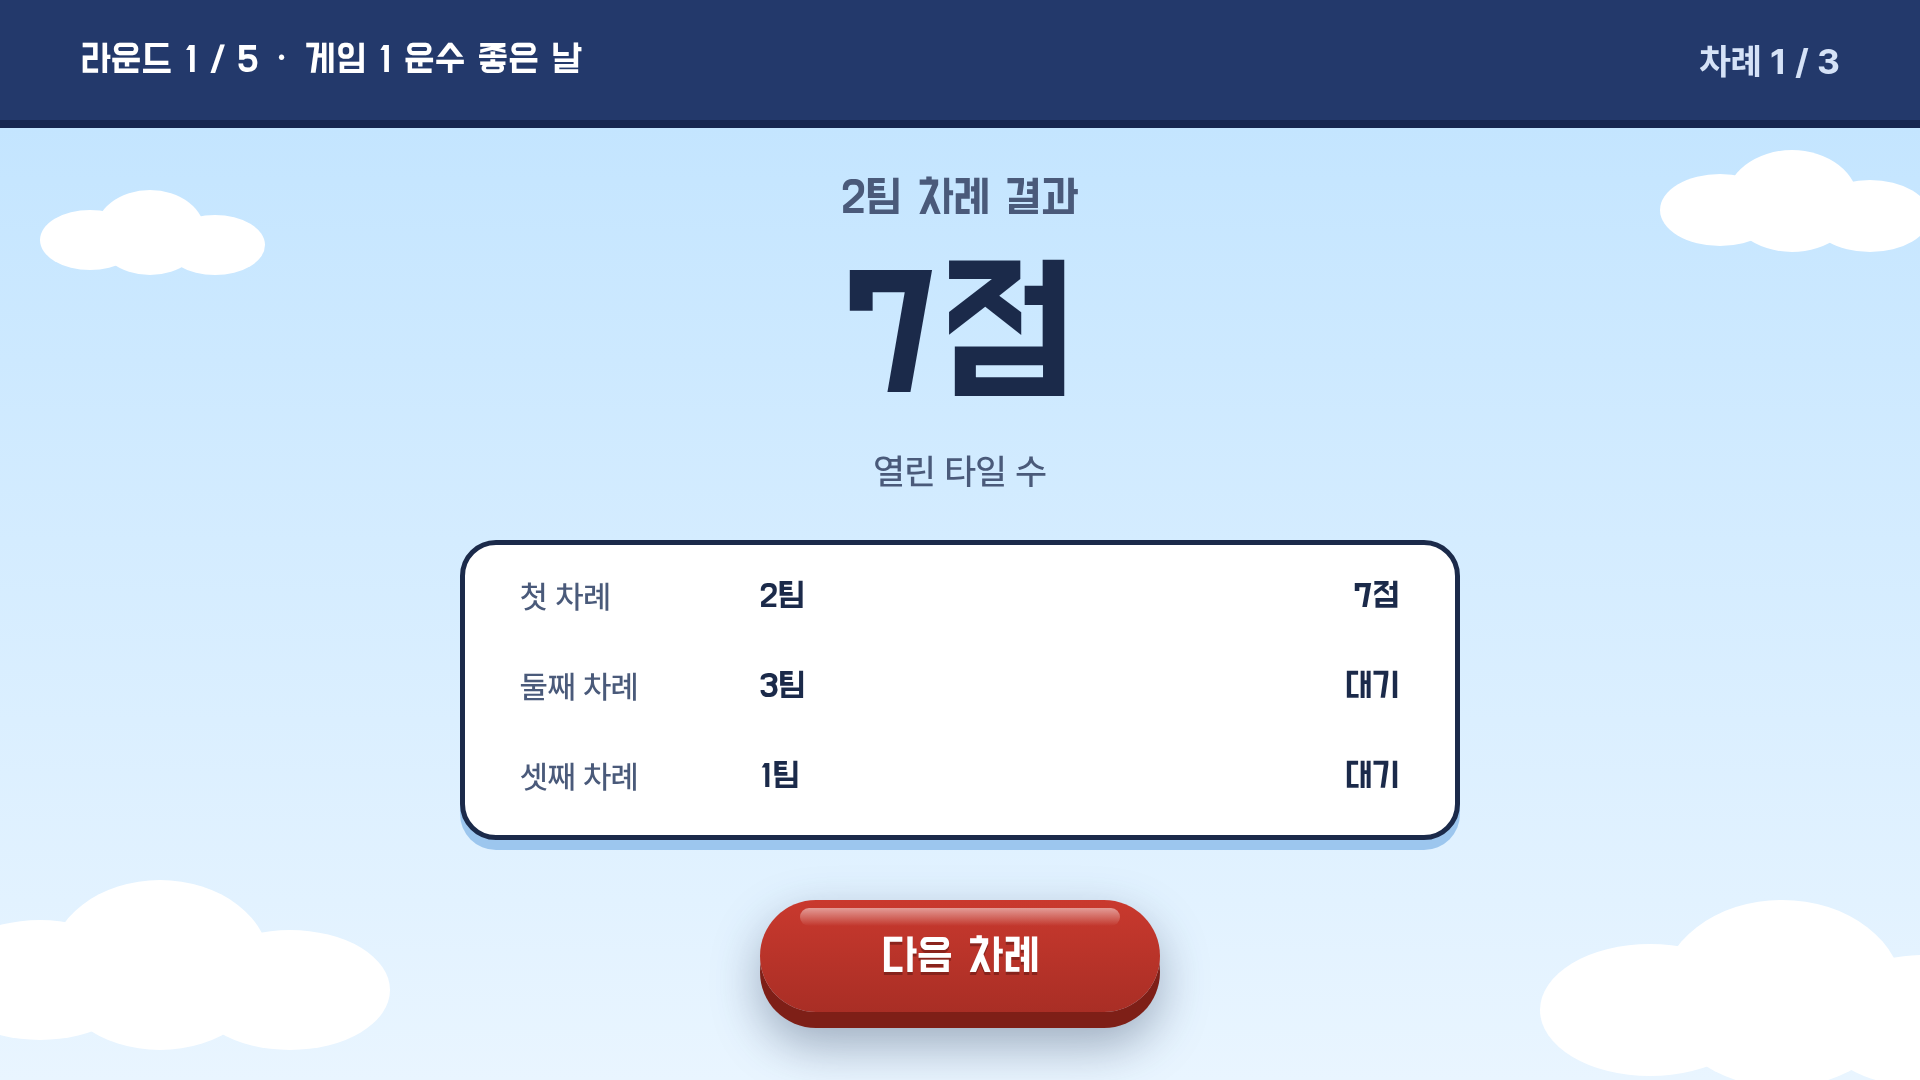 라운드 1 / 5 · 게임 1 운수 좋은 날
차례 1 / 3
2팀 차례 결과
7점
열린 타일 수
첫 차례 2팀 7점
둘째 차례 3팀 대기
셋째 차례 1팀 대기
다음 차례